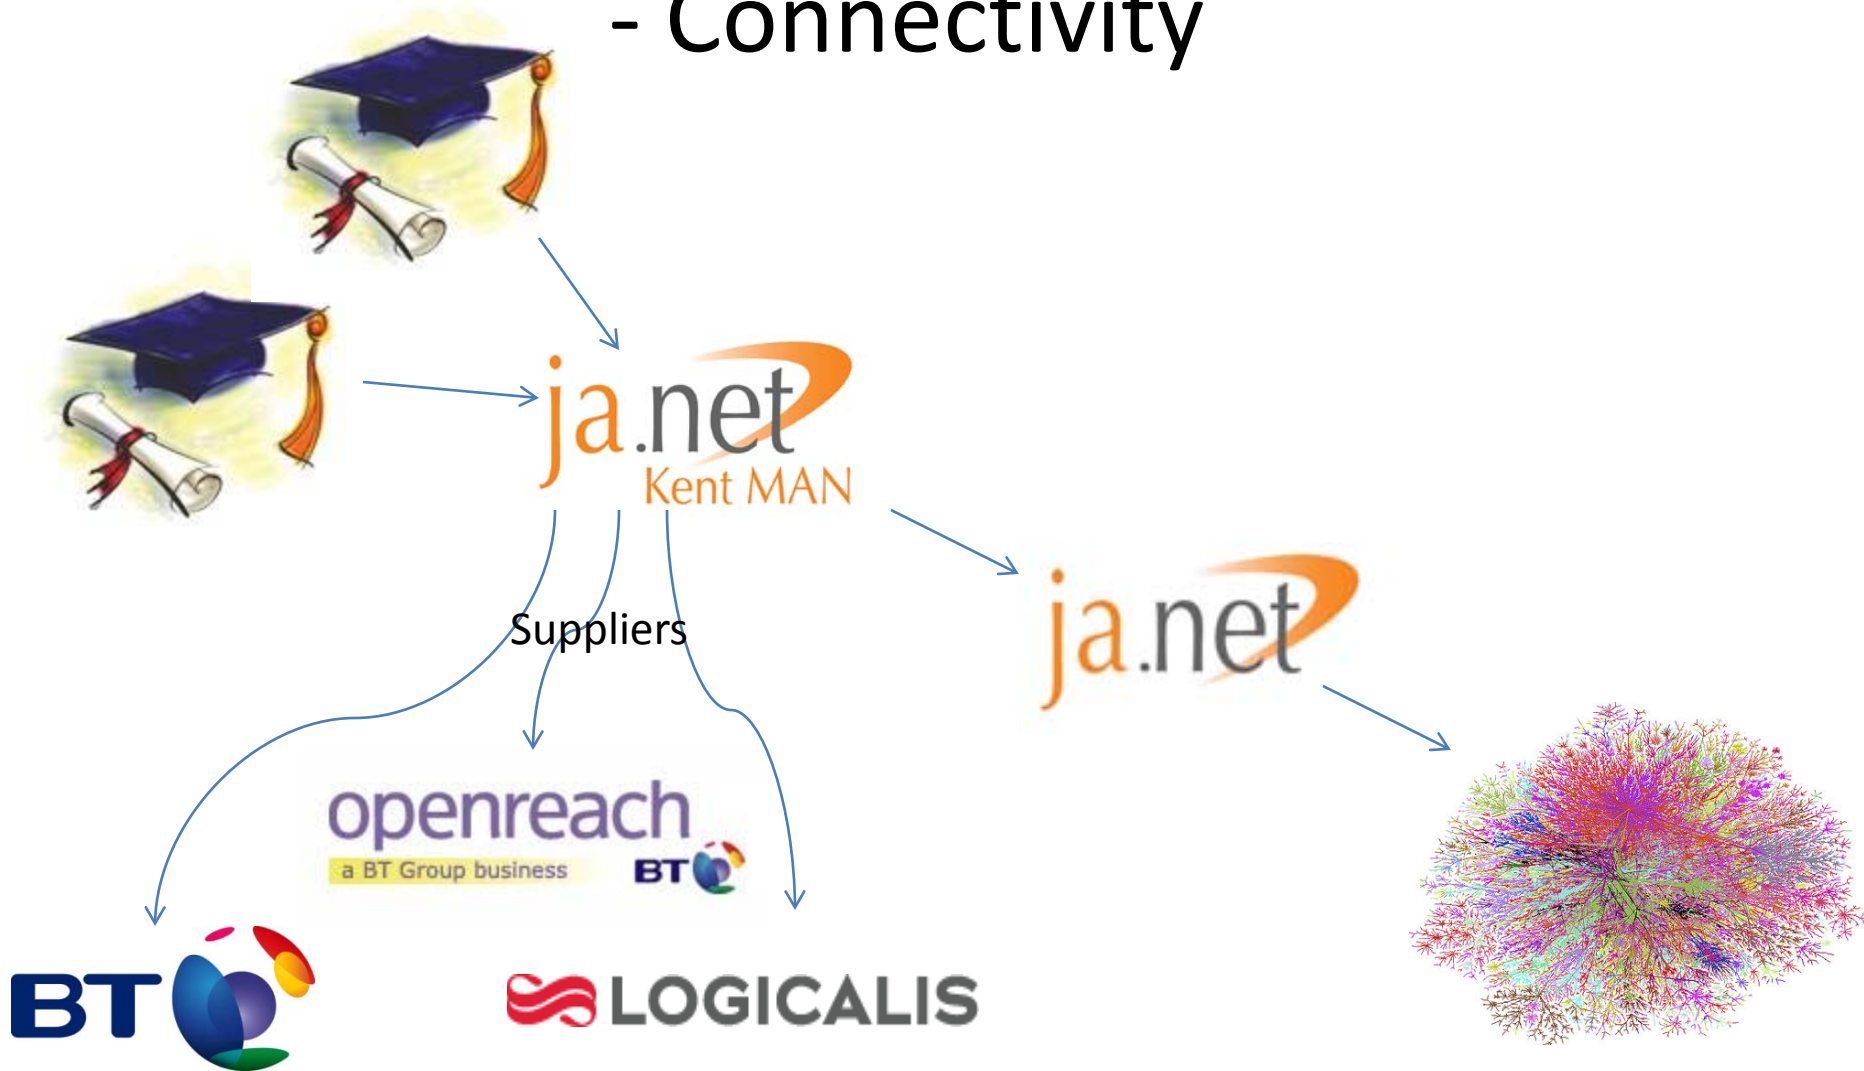 - Connectivity
ja.net
Kent MAN
Suppliers
ja.net
openreach
a BT Group business
BT
BT
LOGICALIS